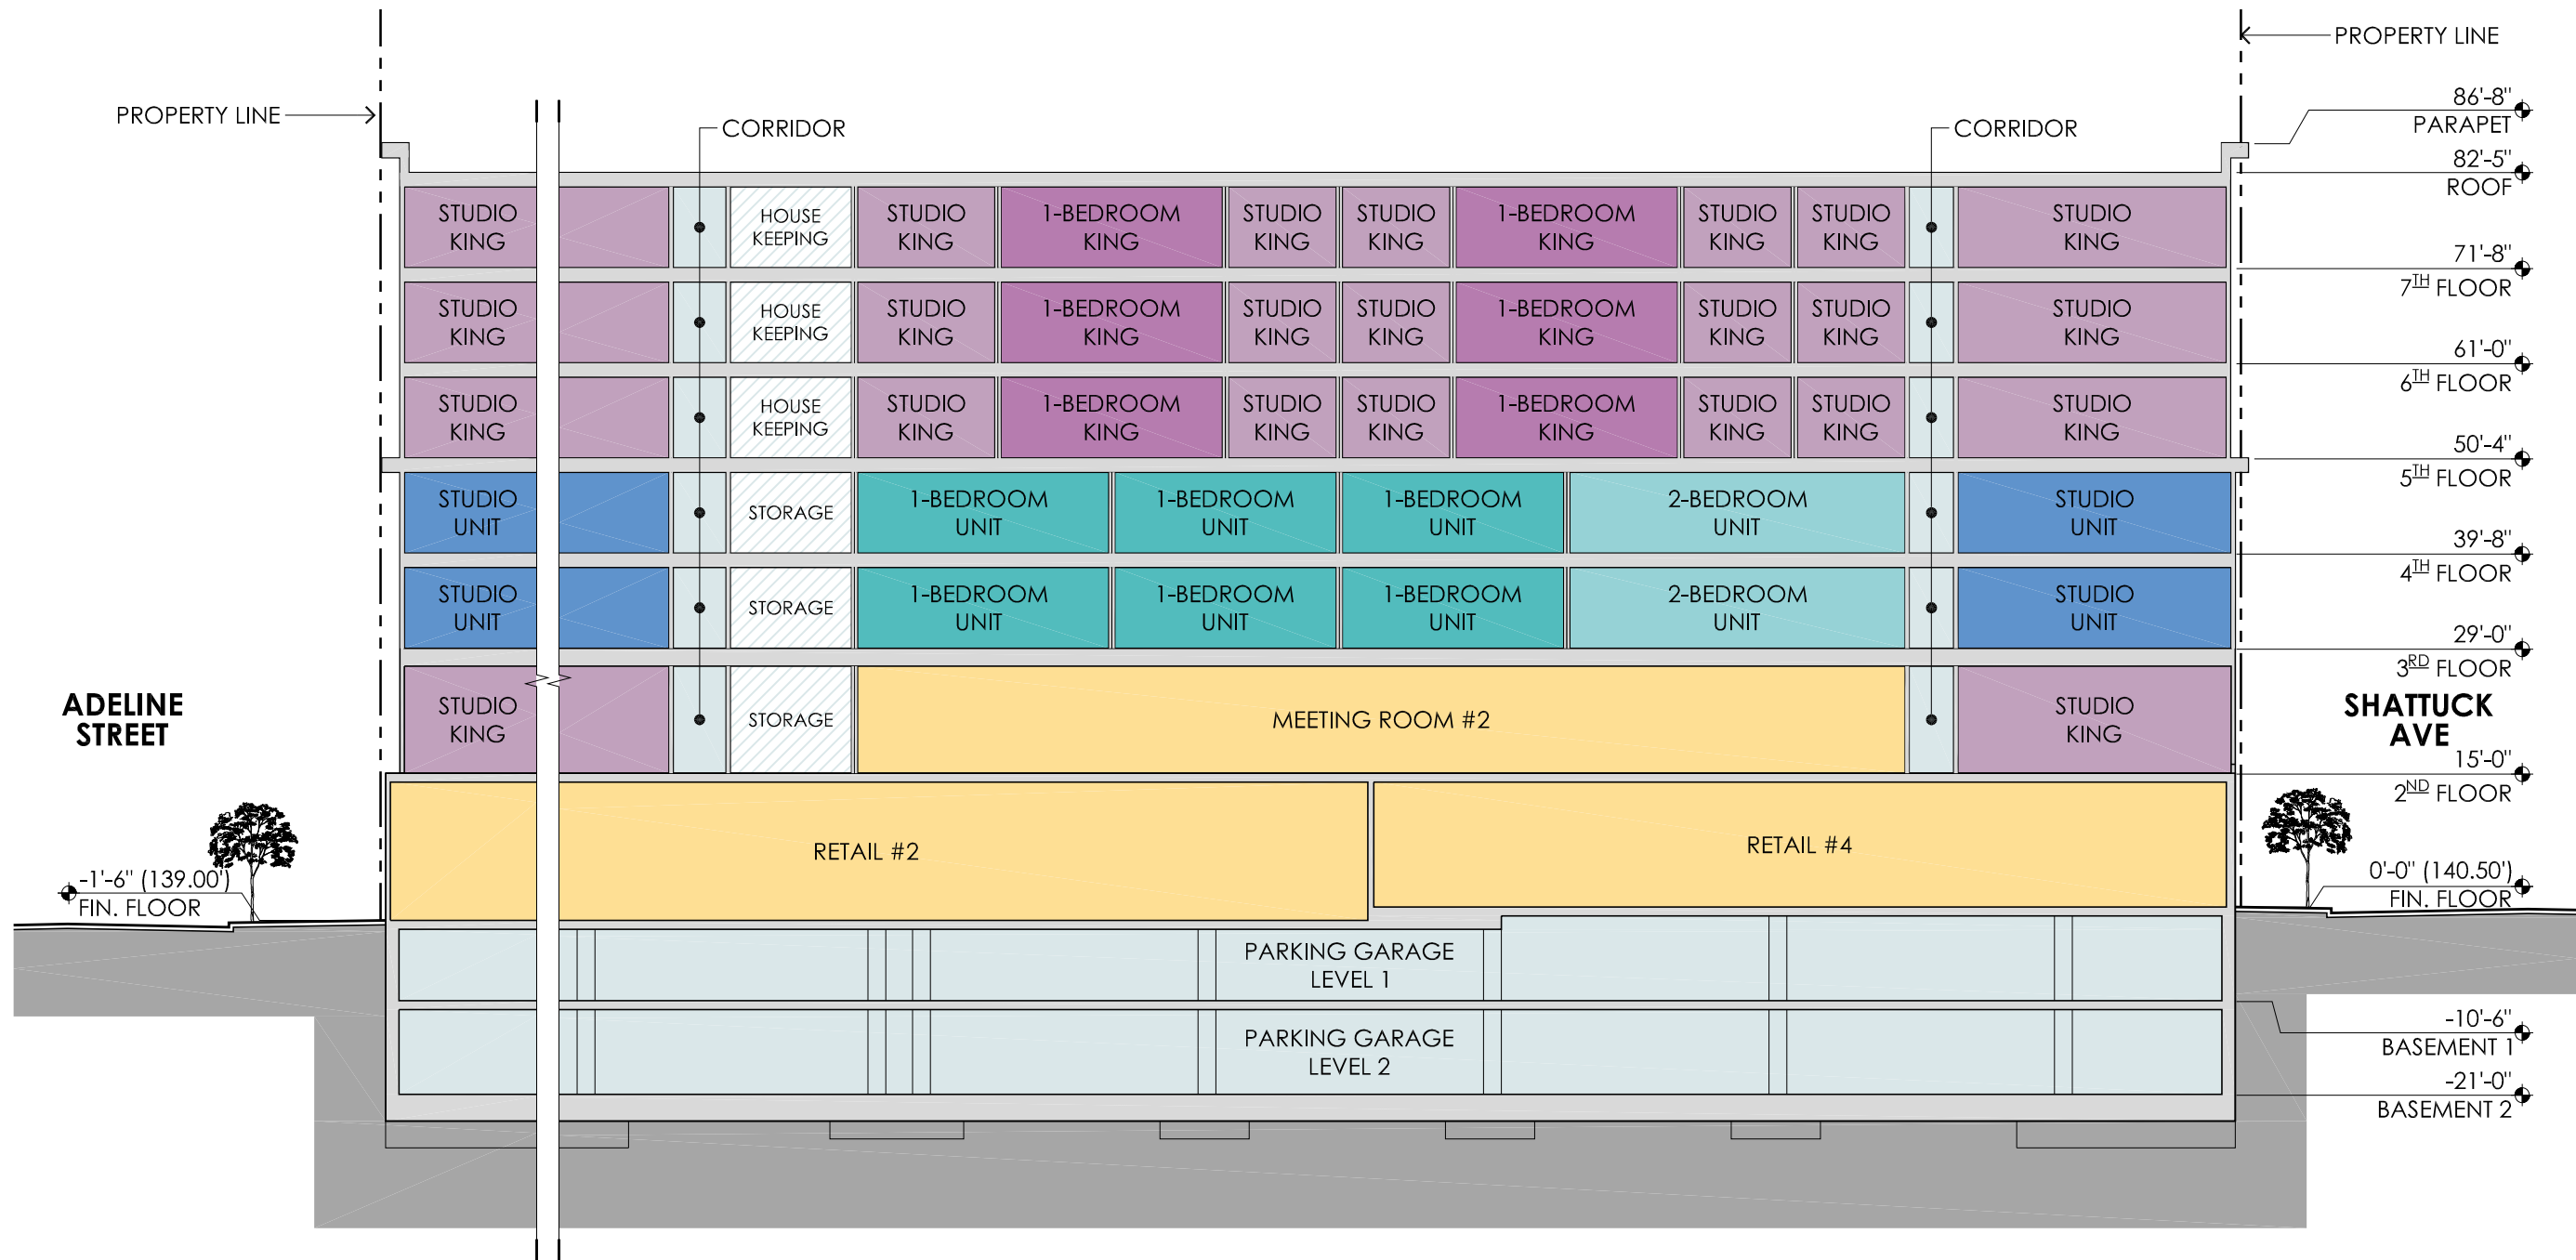 PROPERTY LINE
PROPERTY LINE
86'-8"
PARAPET
CORRIDOR
CORRIDOR
82'-5"
ROOF
STUDIO
KING
HOUSE
KEEPING
STUDIO
KING
1-BEDROOM
KING
STUDIO
KING
STUDIO
KING
1-BEDROOM
KING
STUDIO
KING
STUDIO
KING
STUDIO
KING
71'-8"
7TH FLOOR
STUDIO
KING
HOUSE
KEEPING
STUDIO
KING
1-BEDROOM
KING
STUDIO
KING
STUDIO
KING
1-BEDROOM
KING
STUDIO
KING
STUDIO
KING
STUDIO
KING
61'-0"
6TH FLOOR
STUDIO
KING
HOUSE
KEEPING
STUDIO
KING
1-BEDROOM
KING
STUDIO
KING
STUDIO
KING
1-BEDROOM
KING
STUDIO
KING
STUDIO
KING
STUDIO
KING
50'-4"
5TH FLOOR
STUDIO
UNIT
STORAGE
1-BEDROOM
UNIT
1-BEDROOM
UNIT
1-BEDROOM
UNIT
2-BEDROOM
UNIT
STUDIO
UNIT
39'-8"
4TH FLOOR
STUDIO
UNIT
STORAGE
1-BEDROOM
UNIT
1-BEDROOM
UNIT
1-BEDROOM
UNIT
2-BEDROOM
UNIT
STUDIO
UNIT
29'-0"
3RD FLOOR
ADELINE
STREET
STUDIO
KING
STORAGE
MEETING ROOM #2
STUDIO
KING
SHATTUCK
AVE
15'-0"
2ND FLOOR
RETAIL #2
RETAIL #4
-1'-6" (139.00')
FIN. FLOOR
0'-0" (140.50')
FIN. FLOOR
PARKING GARAGE
LEVEL 1
-10'-6"
BASEMENT 1
PARKING GARAGE
LEVEL 2
-21'-0"
BASEMENT 2